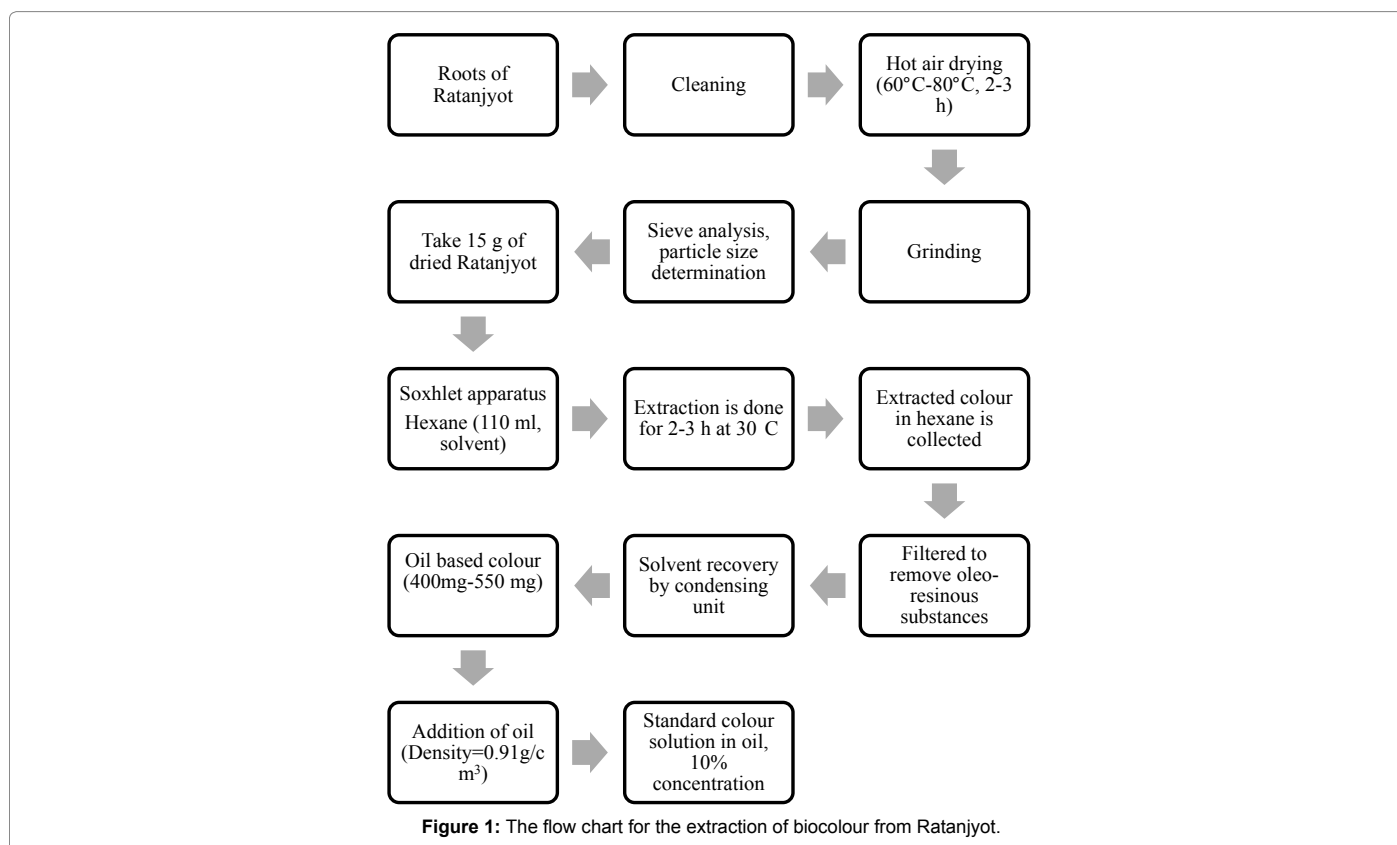 Roots of
Ratanjyot
Cleaning
Hot air drying
(60°C-80°C, 2-3
h)
Grinding
Sieve analysis,
particle size
determination
Take 15 g of
dried Ratanjyot
Soxhlet apparatus
Hexane (110 ml,
solvent)
Extraction is done
for 2-3 h at 30 C
Extracted colour
in hexane is
collected
Filtered to
remove oleo-
resinous
substances
Solvent recovery
by condensing
unit
Oil based colour
(400mg-550 mg)
Addition of oil
(Density=0.91g/c
m³)
Standard colour
solution in oil,
10%
concentration
Figure 1: The flow chart for the extraction of biocolour from Ratanjyot.